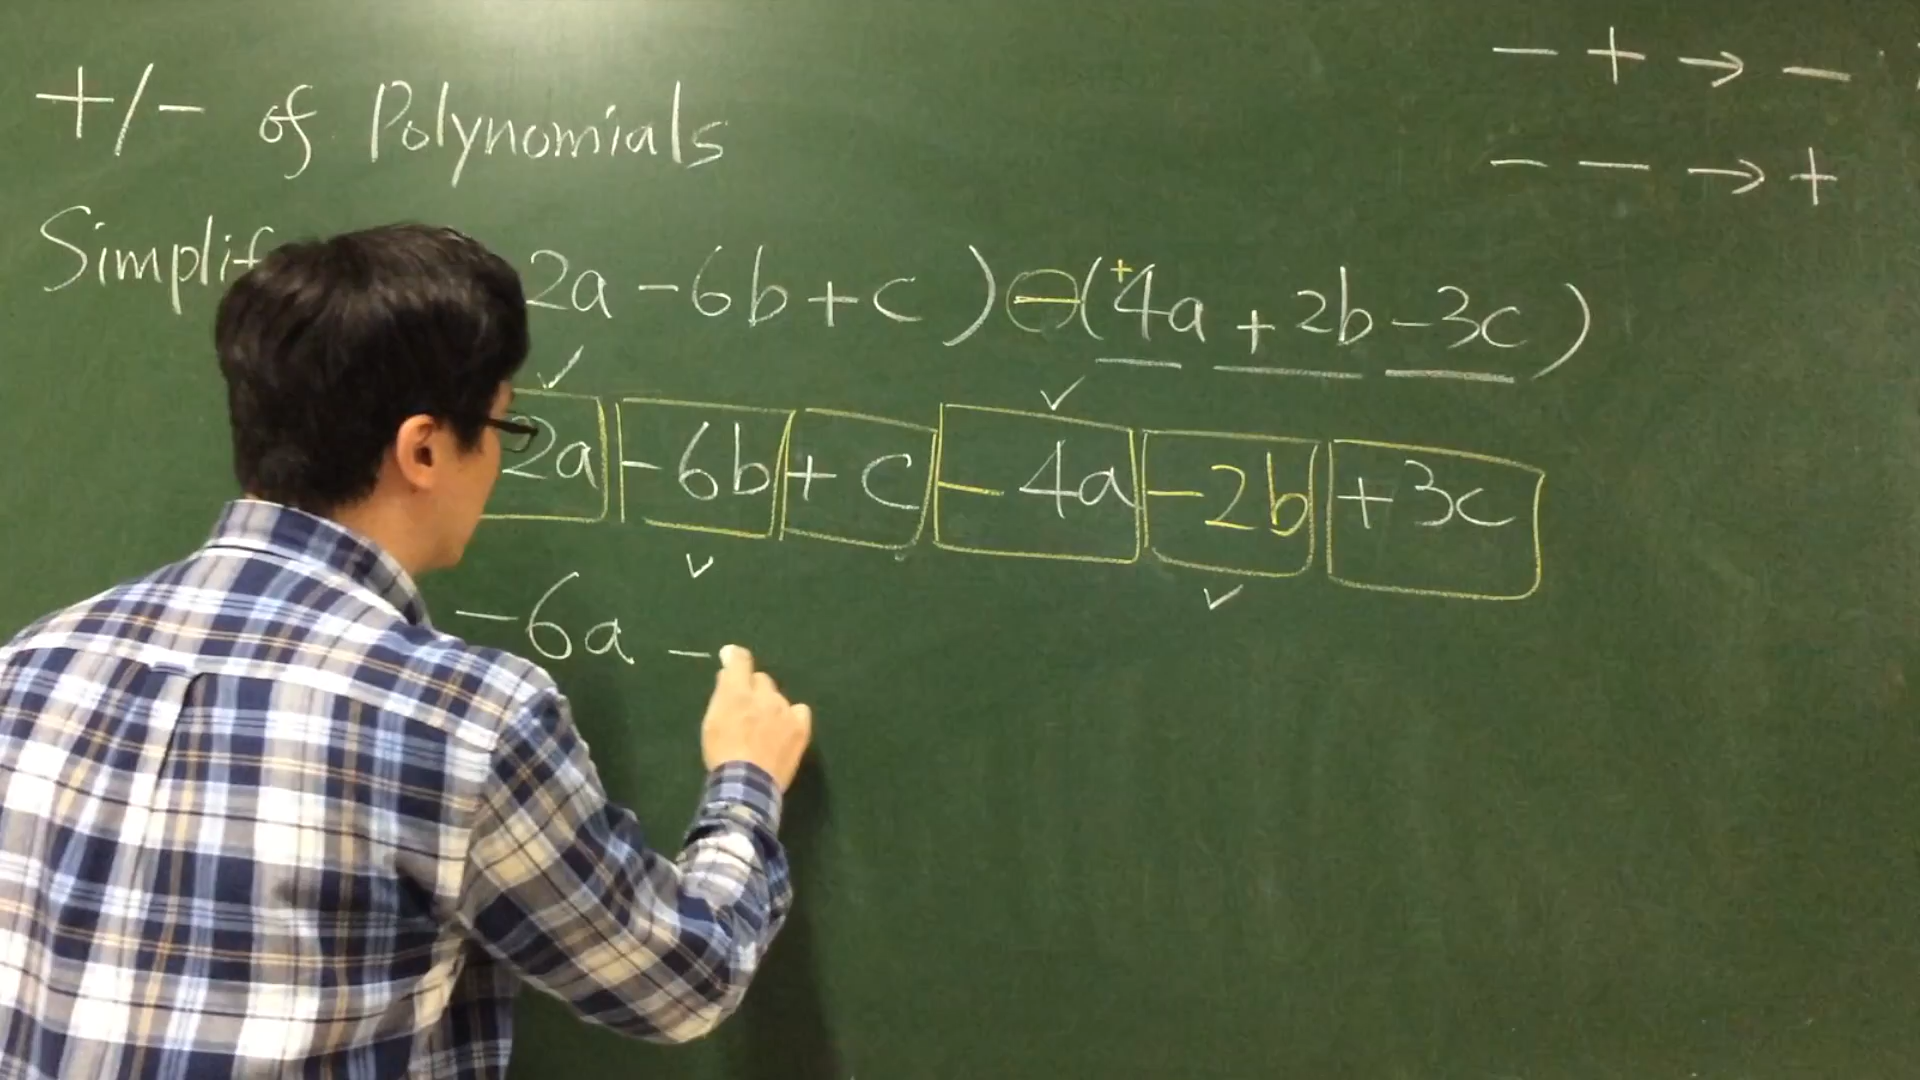 +/- of Polynomials
- + → -
- - → +
Simplif 2a - 6b + c ) - ( +4a + 2b - 3c )
2a - 6b + c - 4a - 2b + 3c
- 6a -